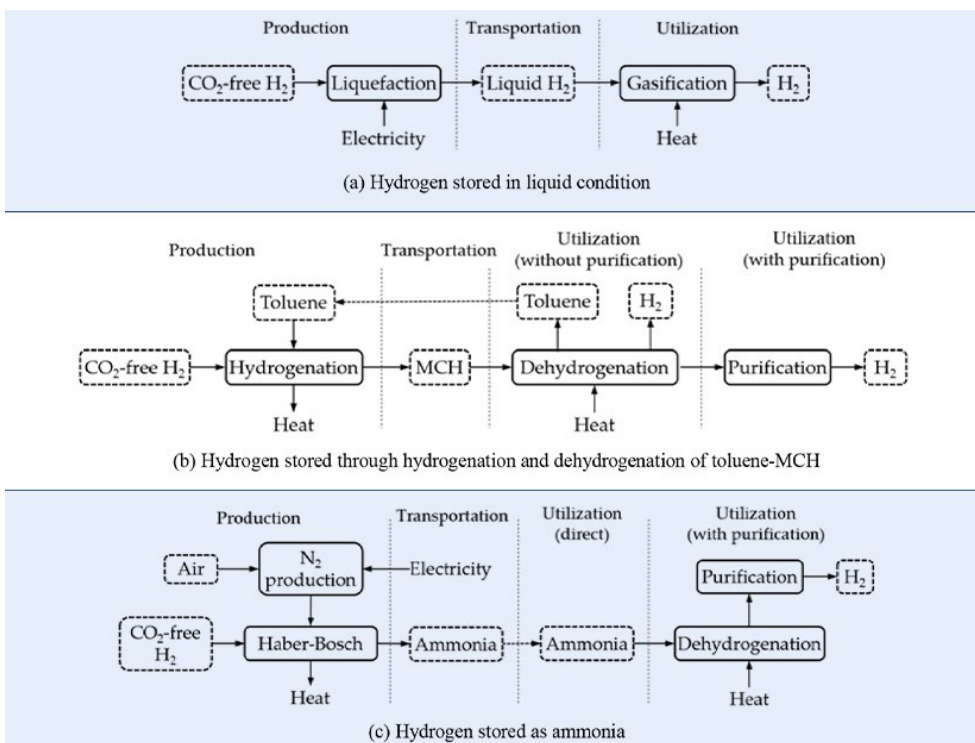 Production Transportation Utilization
CO₂-free H₂ Liquefaction Liquid H₂ Gasification H₂
Electricity Heat
(a) Hydrogen stored in liquid condition
Production Transportation Utilization (without purification) Utilization (with purification)
Toluene Toluene H₂
CO₂-free H₂ Hydrogenation MCH Dehydrogenation Purification H₂
Heat Heat
(b) Hydrogen stored through hydrogenation and dehydrogenation of toluene-MCH
Production Transportation Utilization (direct) Utilization (with purification)
Air N₂ production Electricity Purification H₂
CO₂-free H₂ Haber-Bosch Ammonia Ammonia Dehydrogenation
Heat Heat
(c) Hydrogen stored as ammonia